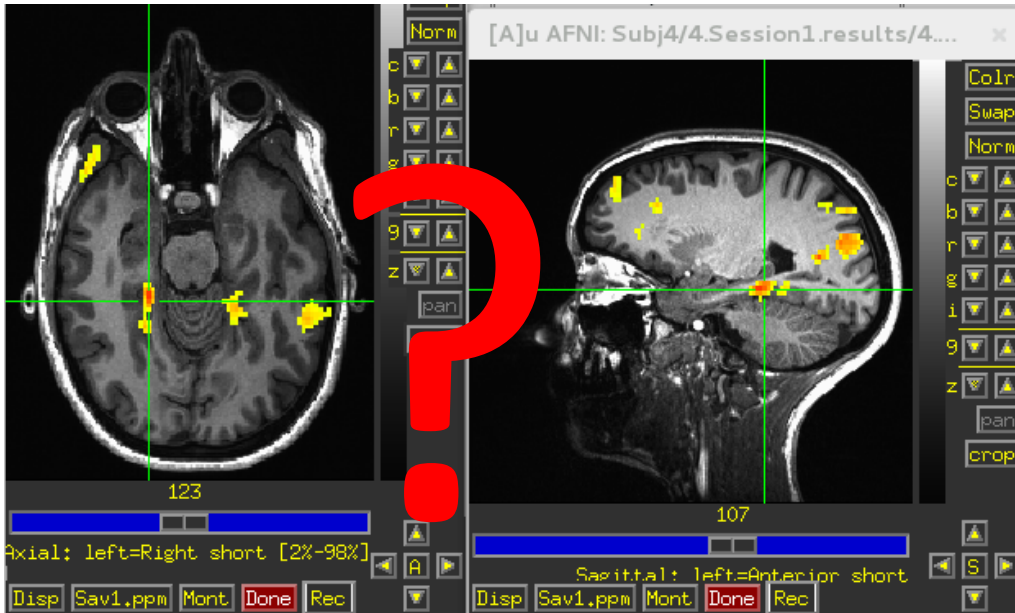 Norm
c
b
r
g
9
z
pan
123
Axial: left=Right short [2%-98%]
A
Disp Sav1.ppm Mont Done Rec
?
[A]u AFNI: Subj4/4.Session1.results/4.... ×
Colr
Swap
Norm
c
b
r
g
i
9
z
pan
crop
107
Sagittal: left=Anterior short
S
Disp Sav1.ppm Mont Done Rec